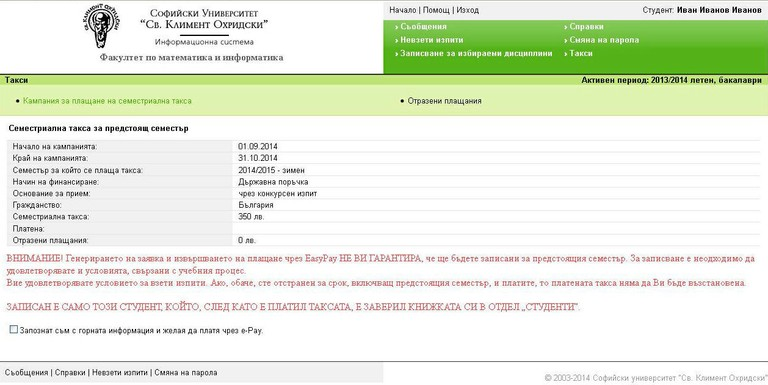 Софийски Университет
"Св. Климент Охридски"
Информационна система
Факултет по математика и информатика
Начало | Помощ | Изход
Студент: Иван Иванов Иванов
Съобщения
Справки
Невзети изпити
Смяна на парола
Записване за избираеми дисциплини
Такси
Такси
Активен период: 2013/2014 летен, бакалаври
Кампания за плащане на семестриална такса
Отразени плащания
Семестриална такса за предстоящ семестър
Начало на кампанията: 01.09.2014
Край на кампанията: 31.10.2014
Семестър за който се плаща такса: 2014/2015 - зимен
Начин на финансиране: Държавна поръчка
Основание за прием: чрез конкурсен изпит
Гражданство: България
Семестриална такса: 350 лв.
Платена:
Отразени плащания: 0 лв.
ВНИМАНИЕ! Генерирането на заявка и извършването на плащане чрез EasyPay НЕ ВИ ГАРАНТИРА, че ще бъдете записани за предстоящия семестър. За записване е необходимо да
удовлетворявате и условията, свързани с учебния процес.
Вие удовлетворявате условието за взети изпити. Ако, обаче, сте отстранен за срок, включващ предстоящия семестър, и платите, то платената такса няма да Ви бъде възстановена.
ЗАПИСАН Е САМО ТОЗИ СТУДЕНТ, КОЙТО, СЛЕД КАТО Е ПЛАТИЛ ТАКСАТА, Е ЗАВЕРИЛ КНИЖКАТА СИ В ОТДЕЛ „СТУДЕНТИ".
Запознат съм с горната информация и желая да платя чрез e-Pay.
Съобщения | Справки | Невзети изпити | Смяна на парола
© 2003-2014 Софийски университет "Св. Климент Охридски"